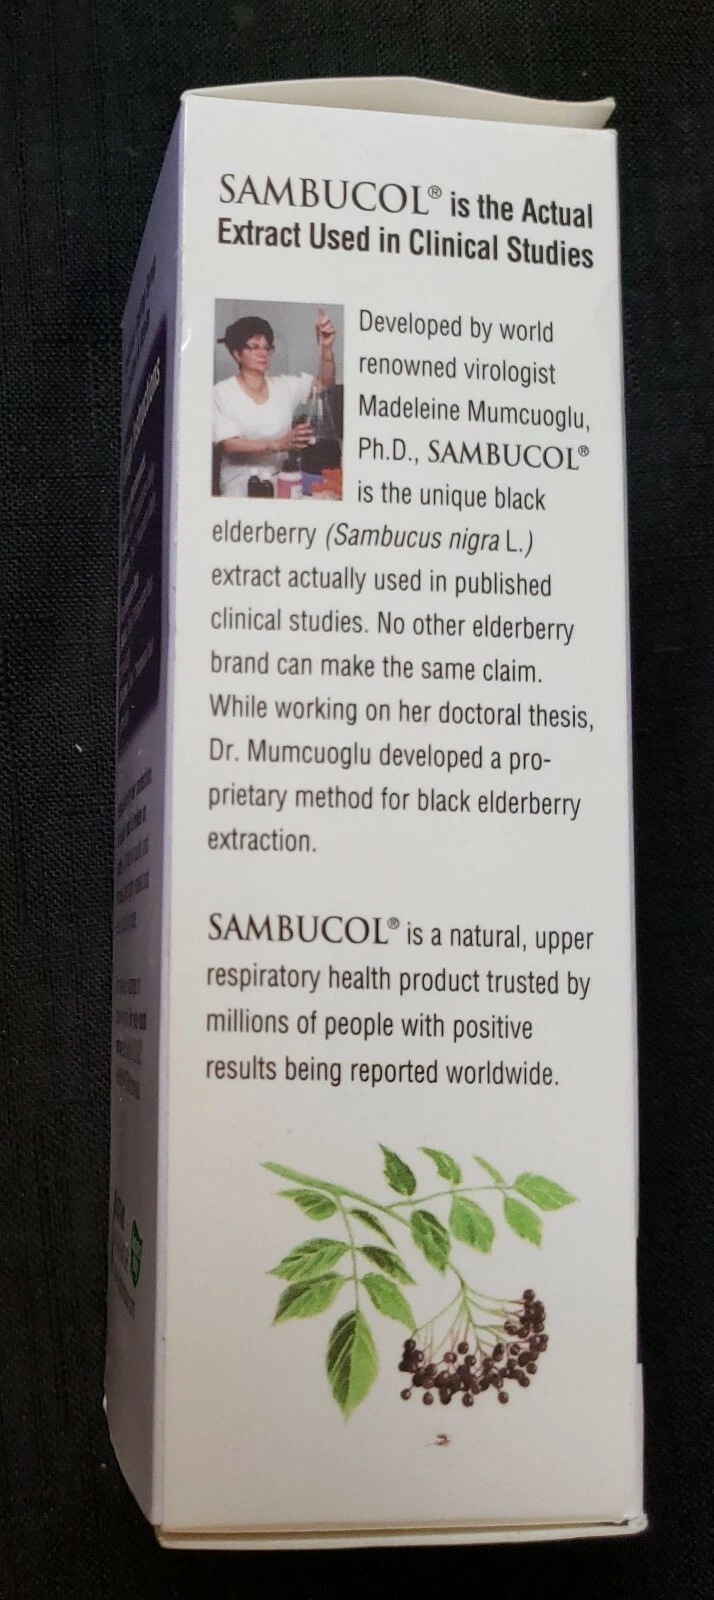 SAMBUCOL® is the Actual
Extract Used in Clinical Studies
Developed by world
renowned virologist
Madeleine Mumcuoglu,
Ph.D., SAMBUCOL®
is the unique black
elderberry (Sambucus nigra L.)
extract actually used in published
clinical studies. No other elderberry
brand can make the same claim.
While working on her doctoral thesis,
Dr. Mumcuoglu developed a pro-
prietary method for black elderberry
extraction.
SAMBUCOL® is a natural, upper
respiratory health product trusted by
millions of people with positive
results being reported worldwide.